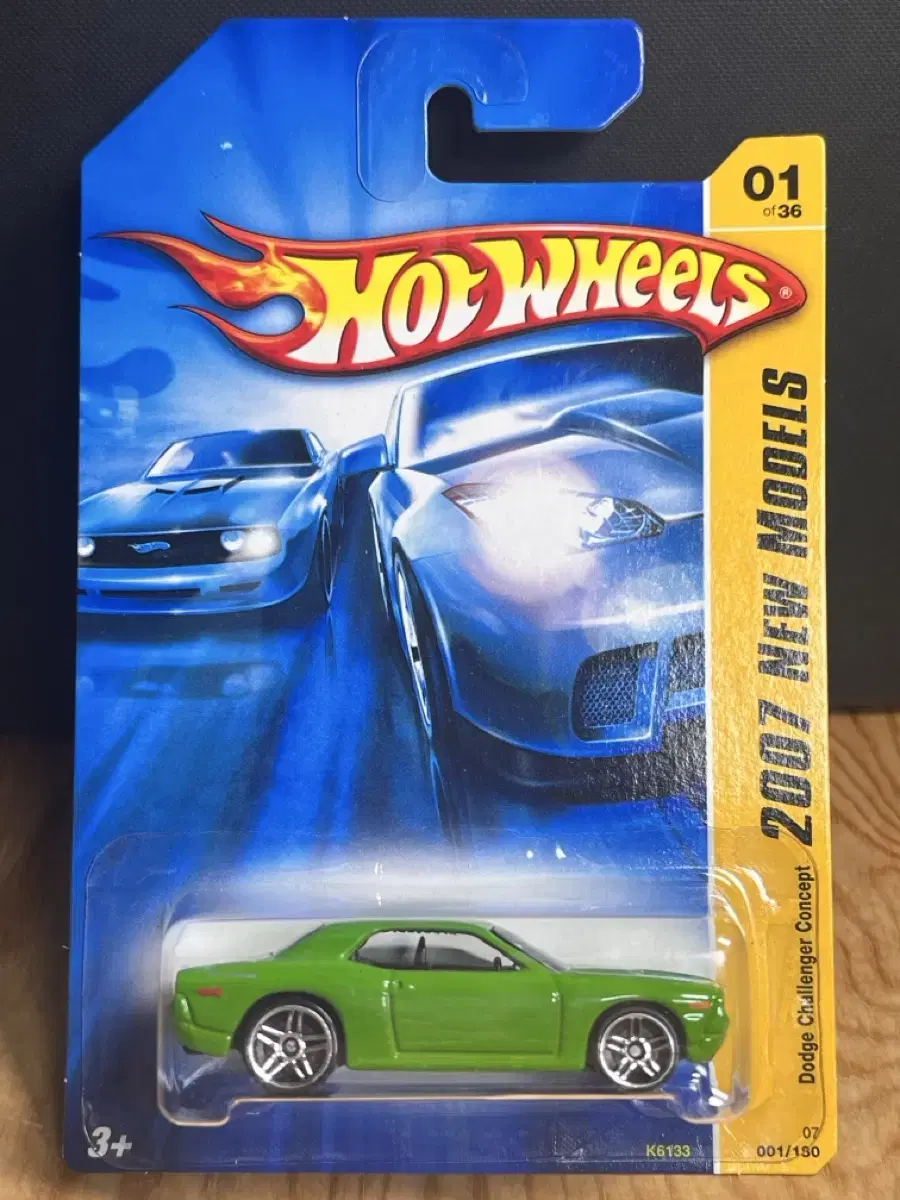 01
of 36
HOT WHEELS®
2007 NEW MODELS
Dodge Challenger Concept
3+
K6133
07
001/180